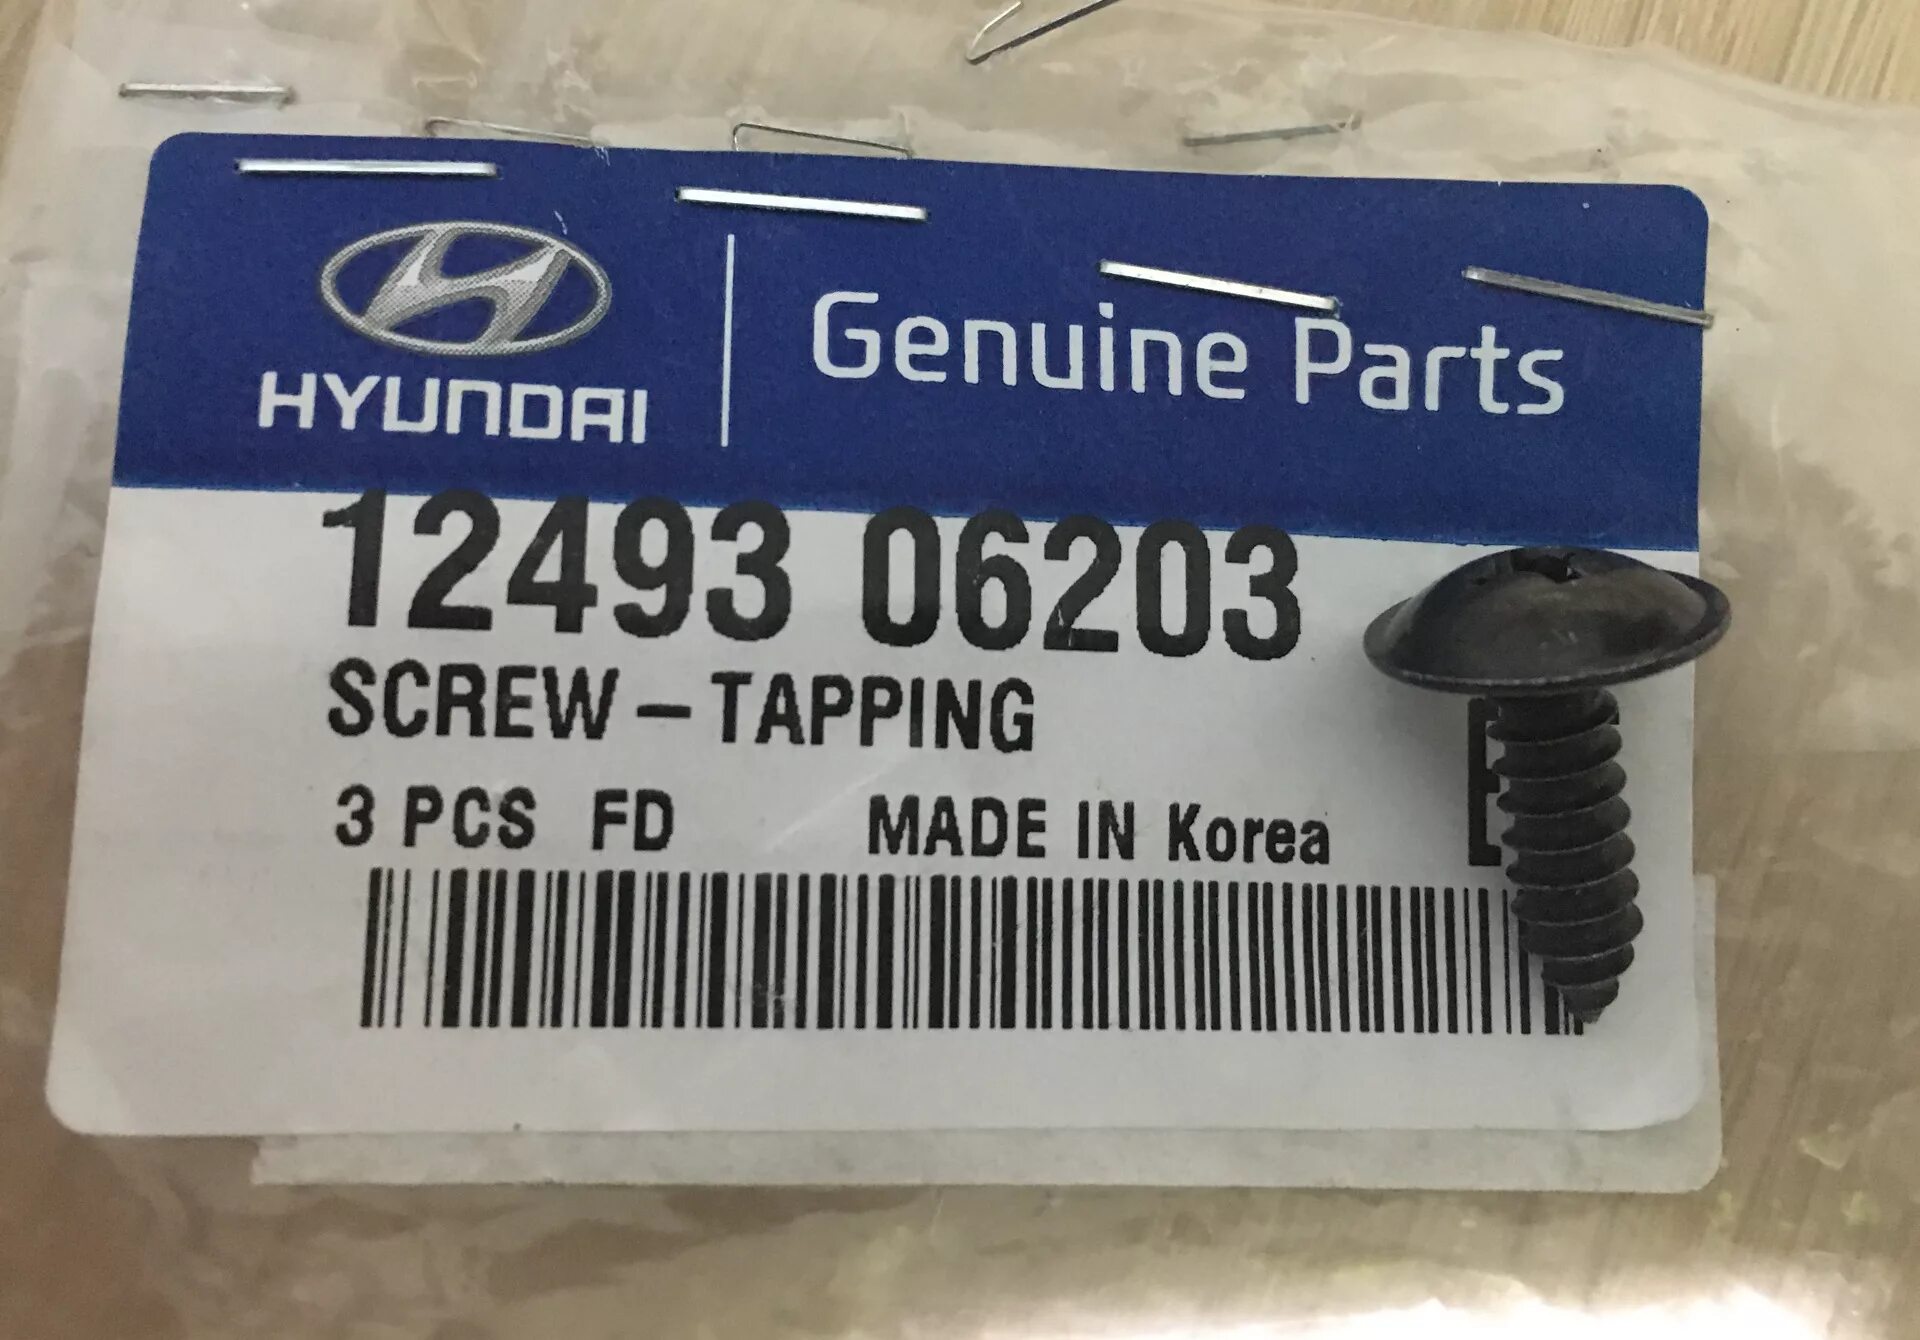 HYUNDAI
Genuine Parts
12493 06203
SCREW-TAPPING
3 PCS FD MADE IN Korea